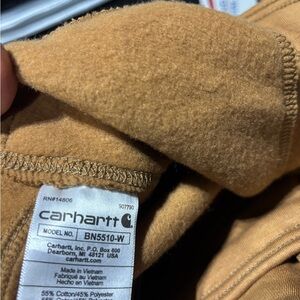 RN#14806
507790
carhartt
MODEL NO. BN5510-W
Carhartt, Inc. P.O. Box 600
Dearborn, MI 48121 USA
carhartt.com
Made in Vietnam
Fabriqué au Vietnam
Hecho en Vietnam
55% Cotton/45% Polyester